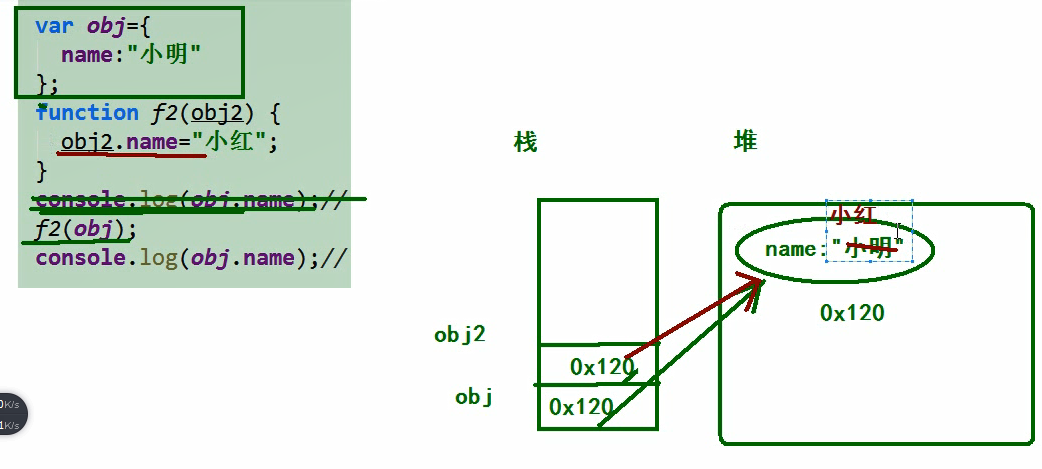 var obj={
name:"小明"
};
function f2(obj2) {
obj2.name="小红";
}
console.log(obj.name);//
f2(obj);
console.log(obj.name);//
栈
堆
小红
name:"小明"
0x120
obj2
0x120
obj
0x120
0K/s
1K/s